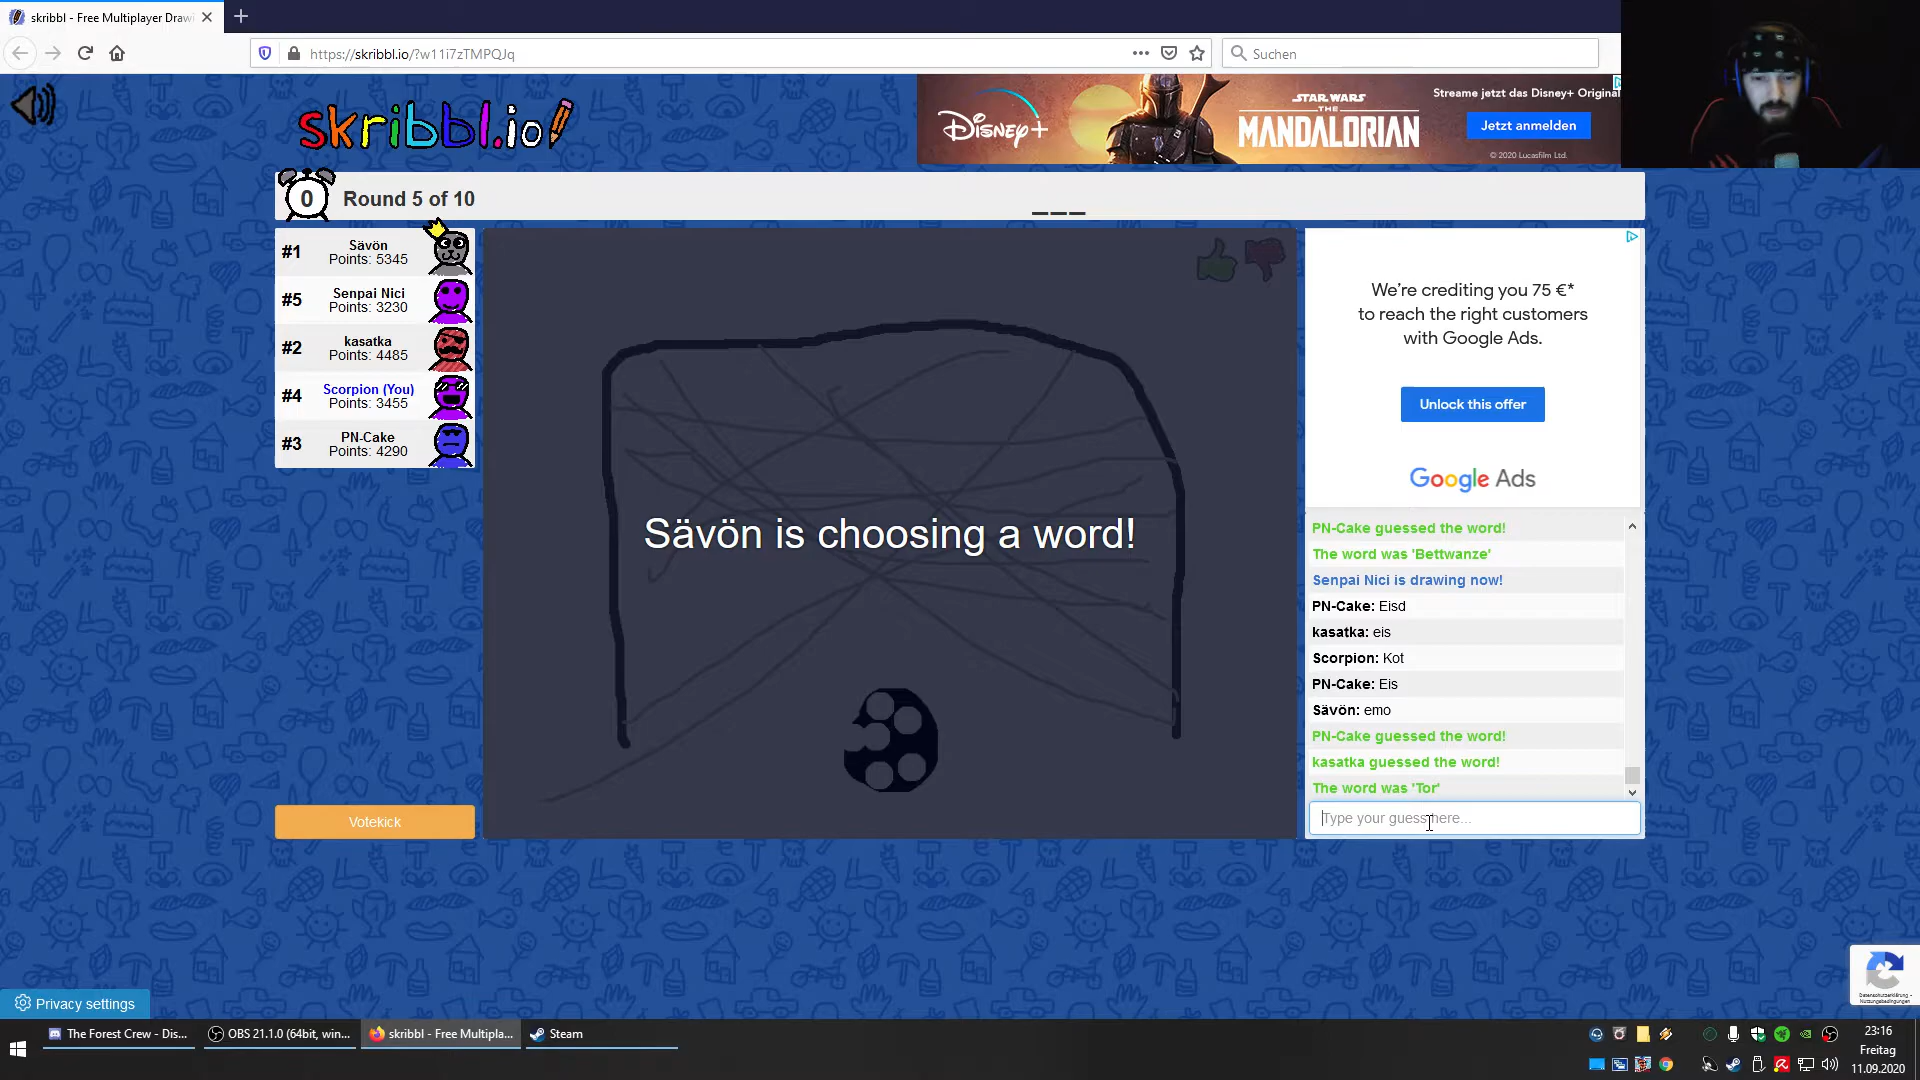 skribbl - Free Multiplayer Drawi
https://skribbl.io/?w11i7zTMPQJq
Suchen
skribbl.io
Disney+
STAR WARS
THE
MANDALORIAN
Streame jetzt das Disney+ Original
Jetzt anmelden
© 2020 Lucasfilm Ltd.
0
Round 5 of 10
___
#1
Sävön
Points: 5345
#5
Senpai Nici
Points: 3230
#2
kasatka
Points: 4485
#4
Scorpion (You)
Points: 3455
#3
PN-Cake
Points: 4290
Votekick
Sävön is choosing a word!
We're crediting you 75 €*
to reach the right customers
with Google Ads.
Unlock this offer
Google Ads
PN-Cake guessed the word!
The word was 'Bettwanze'
Senpai Nici is drawing now!
PN-Cake: Eisd
kasatka: eis
Scorpion: Kot
PN-Cake: Eis
Sävön: emo
PN-Cake guessed the word!
kasatka guessed the word!
The word was 'Tor'
Type your guess here...
Privacy settings
Datenschutzerklärung -
Nutzungsbedingungen
The Forest Crew - Dis...
OBS 21.1.0 (64bit, win...
skribbl - Free Multipla...
Steam
23:16
Freitag
11.09.2020